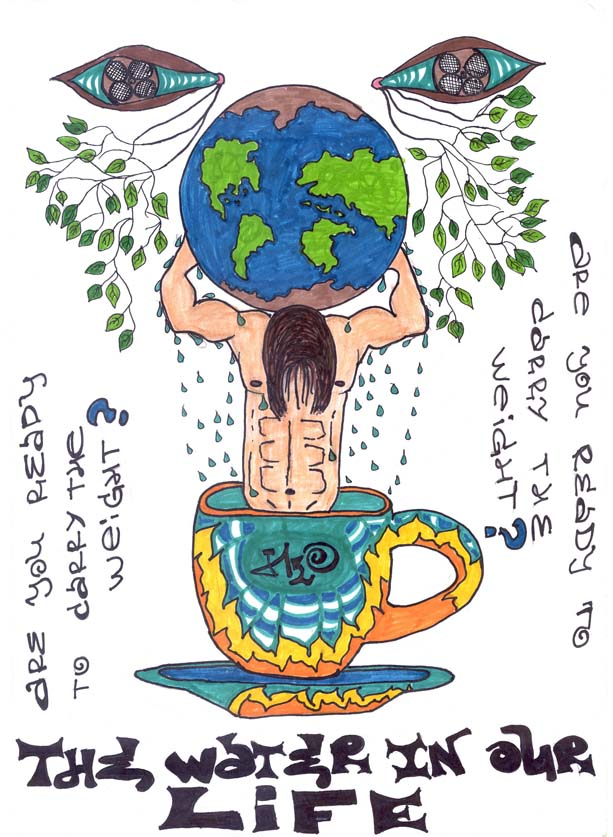 ARE YOU READY
TO CARRY THE
WEIGHT?
ARE YOU READY TO
CARRY THE
WEIGHT?
H2O
THE WATER IN OUR
LIFE